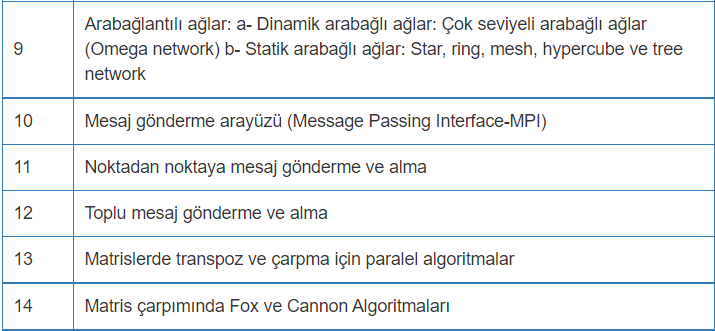 9
Arabağlantılı ağlar: a- Dinamik arabağlı ağlar: Çok seviyeli arabağlı ağlar
(Omega network) b- Statik arabağlı ağlar: Star, ring, mesh, hypercube ve tree
network
10
Mesaj gönderme arayüzü (Message Passing Interface-MPI)
11
Noktadan noktaya mesaj gönderme ve alma
12
Toplu mesaj gönderme ve alma
13
Matrislerde transpoz ve çarpma için paralel algoritmalar
14
Matris çarpımında Fox ve Cannon Algoritmaları